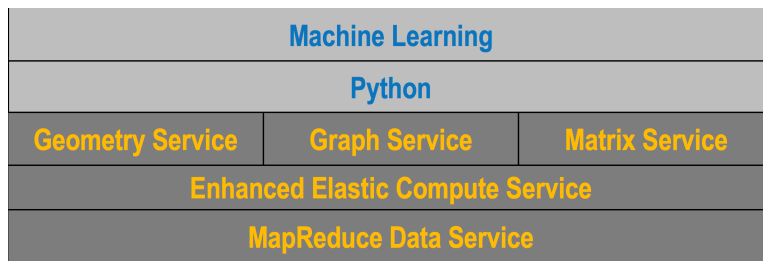 Machine Learning
Python
Geometry Service
Graph Service
Matrix Service
Enhanced Elastic Compute Service
MapReduce Data Service